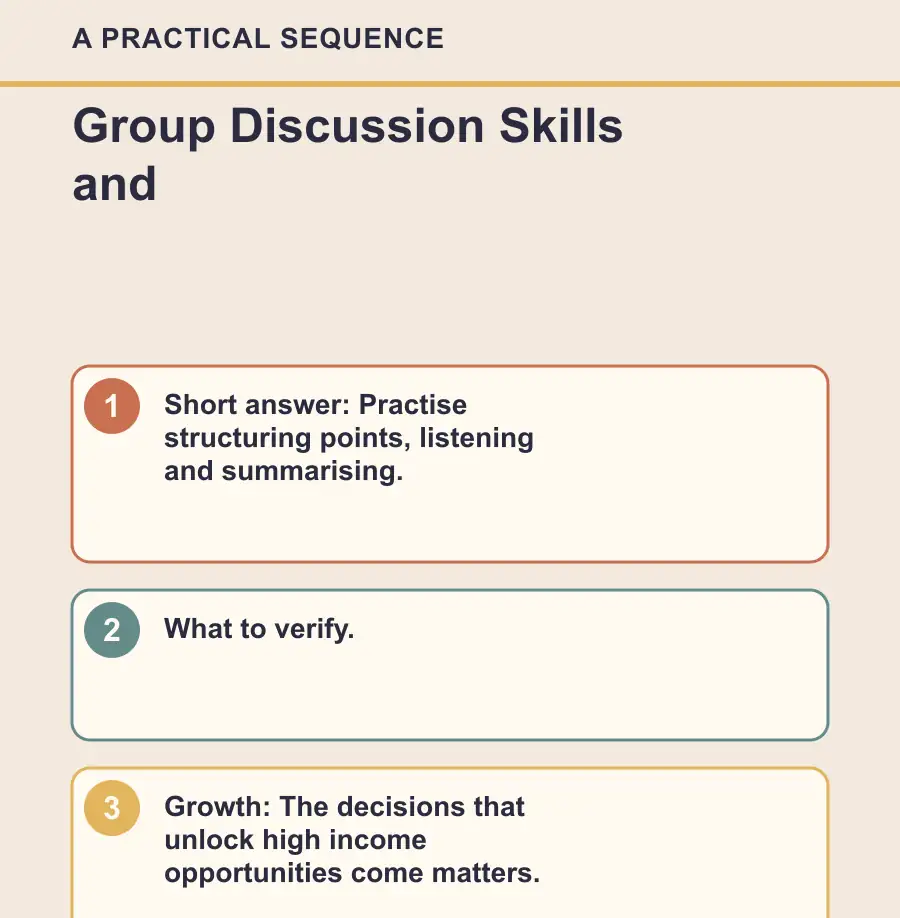 A PRACTICAL SEQUENCE
Group Discussion Skills
and
1
Short answer: Practise
structuring points, listening
and summarising.
2
What to verify.
3
Growth: The decisions that
unlock high income
opportunities come matters.